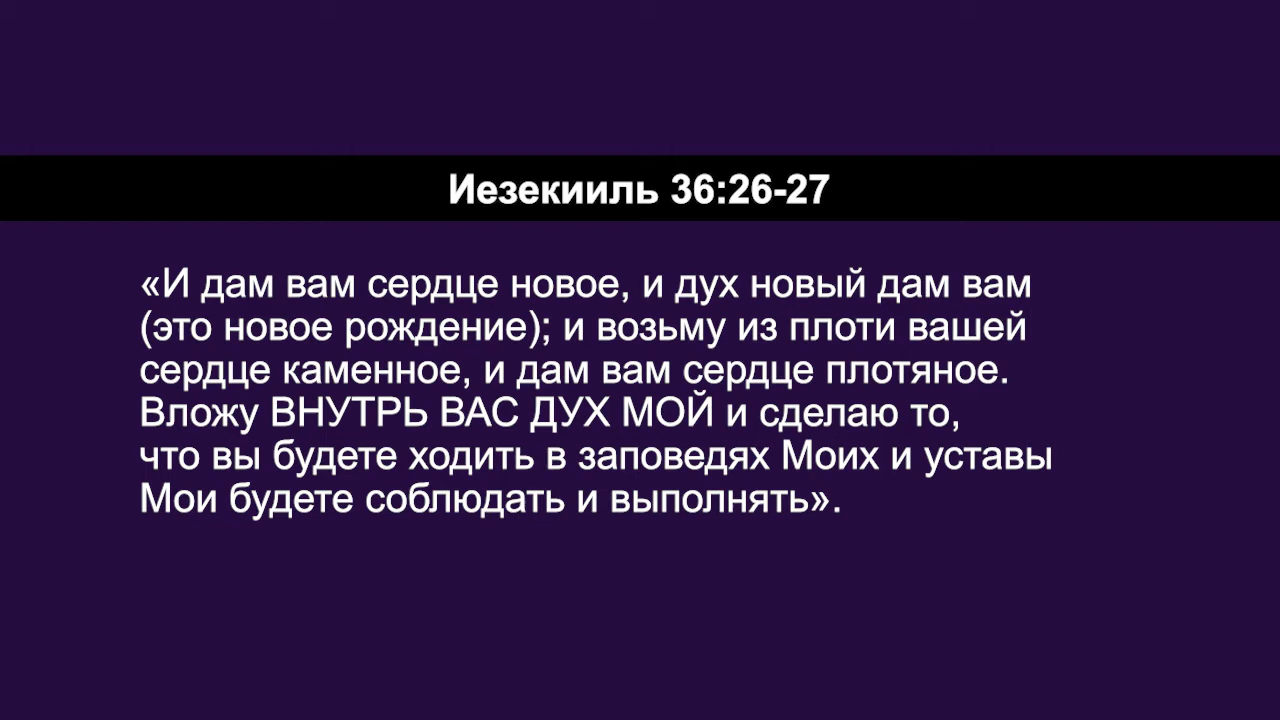 Иезекииль 36:26-27
«И дам вам сердце новое, и дух новый дам вам
(это новое рождение); и возьму из плоти вашей
сердце каменное, и дам вам сердце плотяное.
Вложу ВНУТРЬ ВАС ДУХ МОЙ и сделаю то,
что вы будете ходить в заповедях Моих и уставы
Мои будете соблюдать и выполнять».